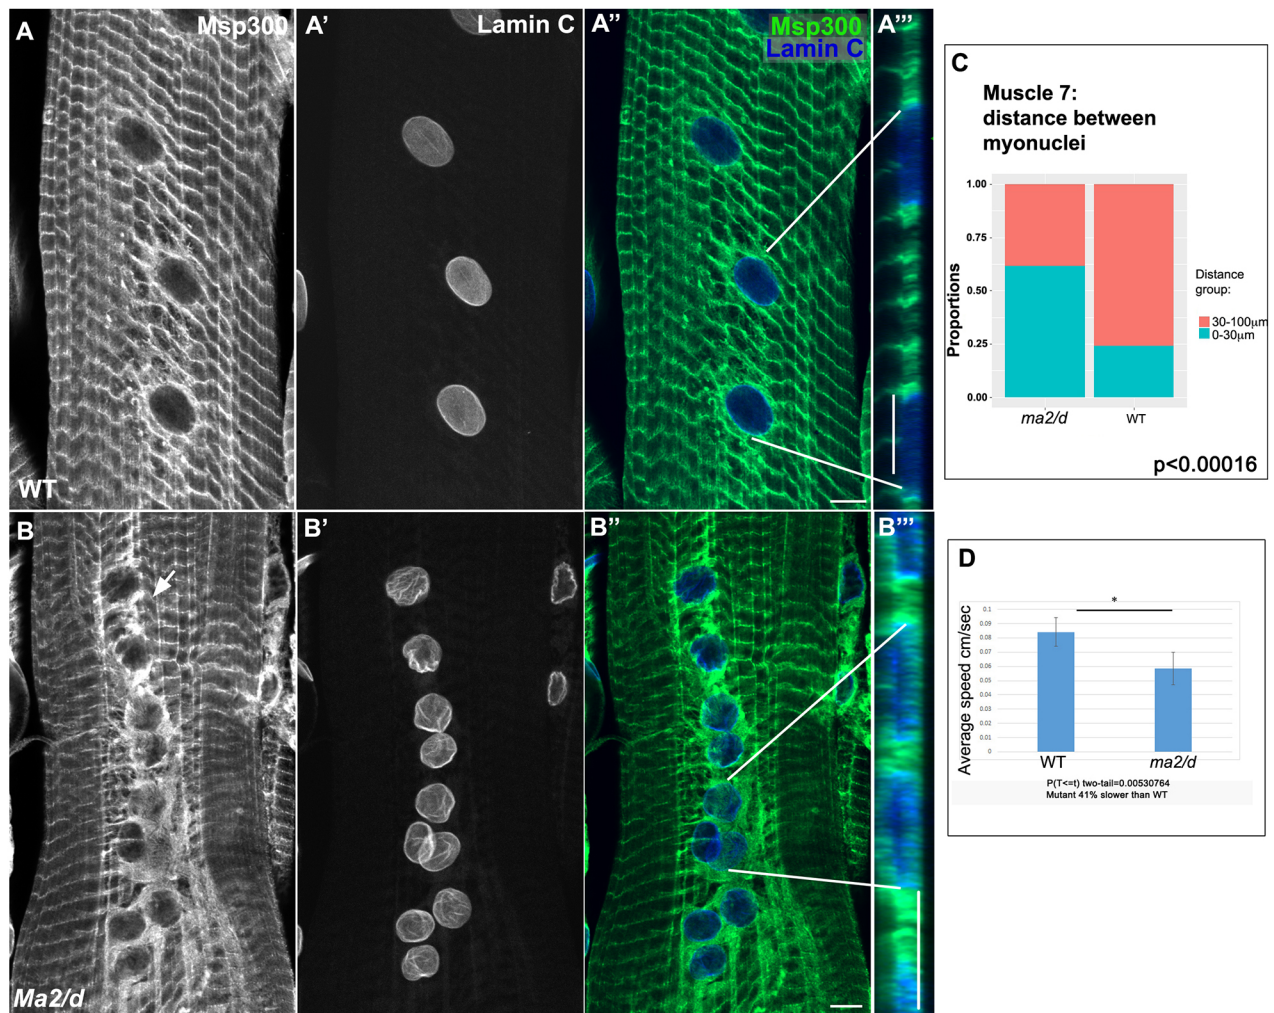 A
Msp300
A’
Lamin C
A’’
Msp300
Lamin C
A’’’
WT
B
B’
B’’
B’’’
Ma2/d
C
Muscle 7:
distance between
myonuclei
Proportions
1.00
0.75
0.50
0.25
0.00
ma2/d
WT
Distance
group:
30-100µm
0-30µm
p<0.00016
D
Average speed cm/sec
0.1
0.09
0.08
0.07
0.06
0.05
0.04
0.03
0.02
0.01
0
*
WT
ma2/d
P(T<=t) two-tail=0.00530764
Mutant 41% slower than WT